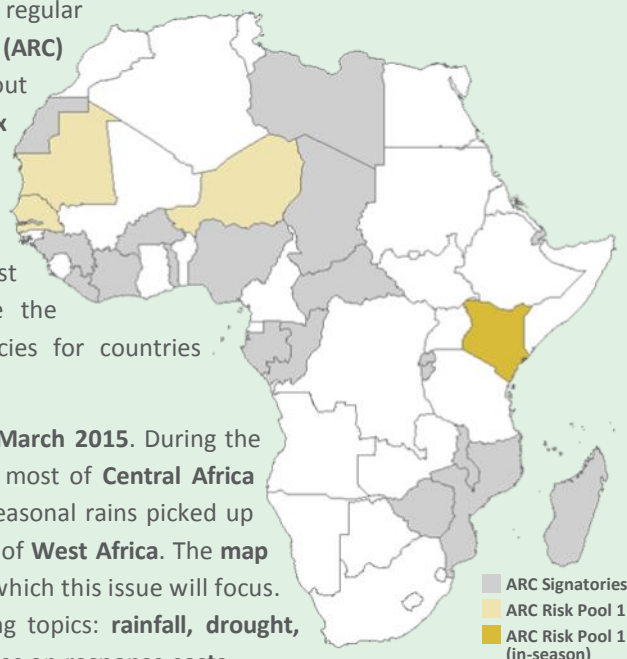 regular
(ARC)
out
x
st
e the
cies for countries
March 2015. During the
most of Central Africa
easonal rains picked up
of West Africa. The map
which this issue will focus.
ng topics: rainfall, drought,
ARC Signatories
ARC Risk Pool 1
ARC Risk Pool 1
(in-season)